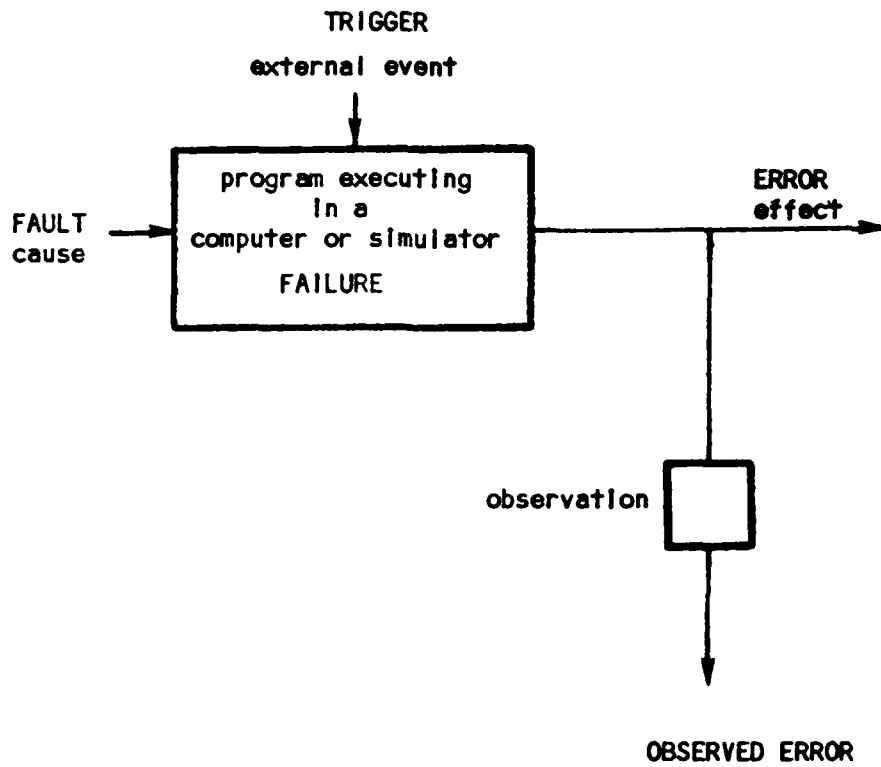 TRIGGER
external event
program executing
in a
computer or simulator
FAILURE
FAULT
cause
ERROR
effect
observation
OBSERVED ERROR